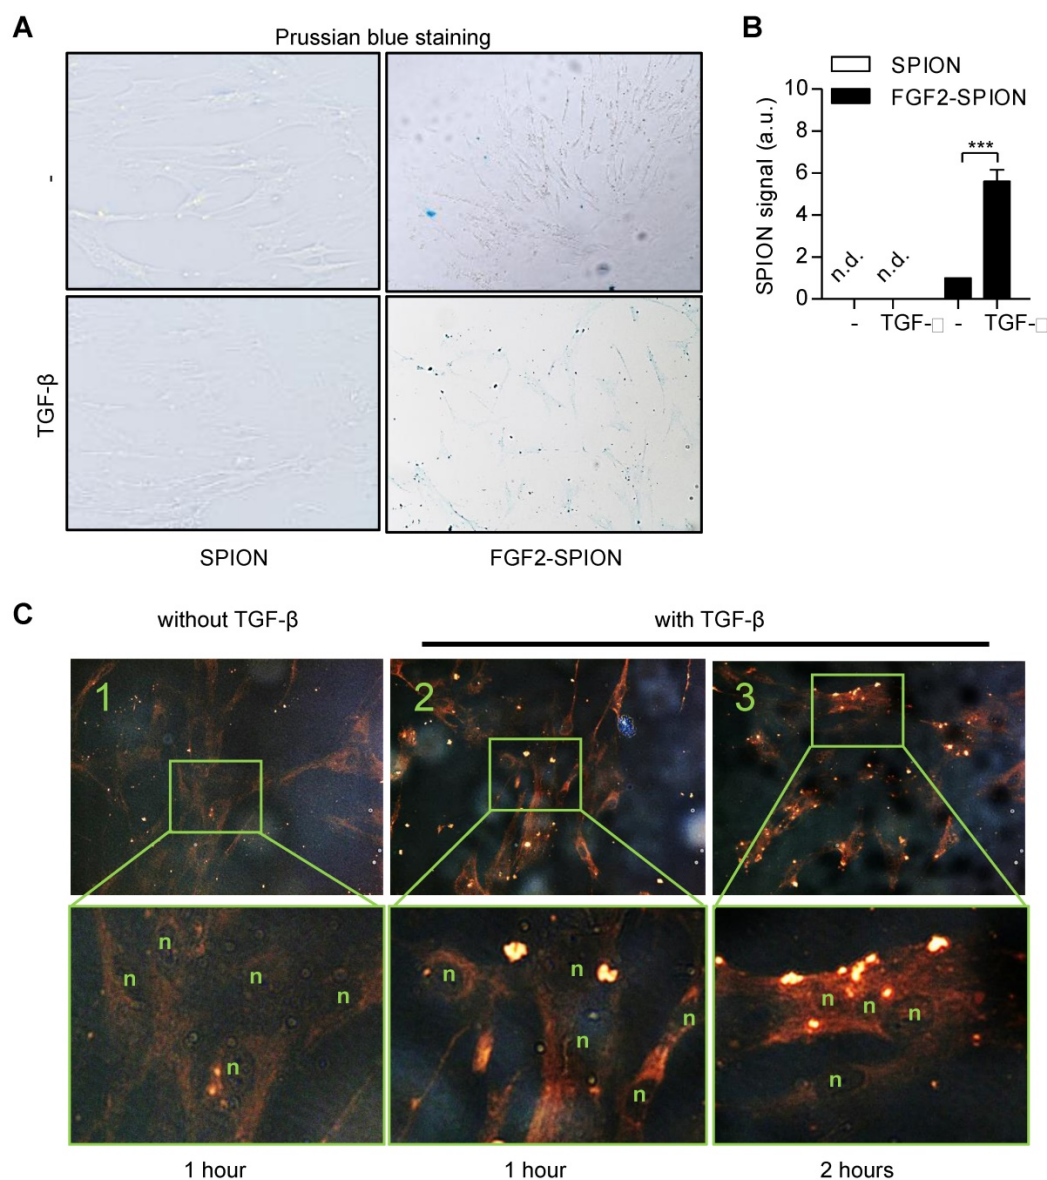 A
Prussian blue staining
-
TGF-β
SPION
FGF2-SPION
B
SPION
FGF2-SPION
SPION signal (a.u.)
10
8
6
4
2
0
***
n.d.
n.d.
-
TGF-□
-
TGF-□
C
without TGF-β
with TGF-β
1
2
3
n
n
n
n
n
n
n
n
n
n
n
n
n
n
1 hour
1 hour
2 hours